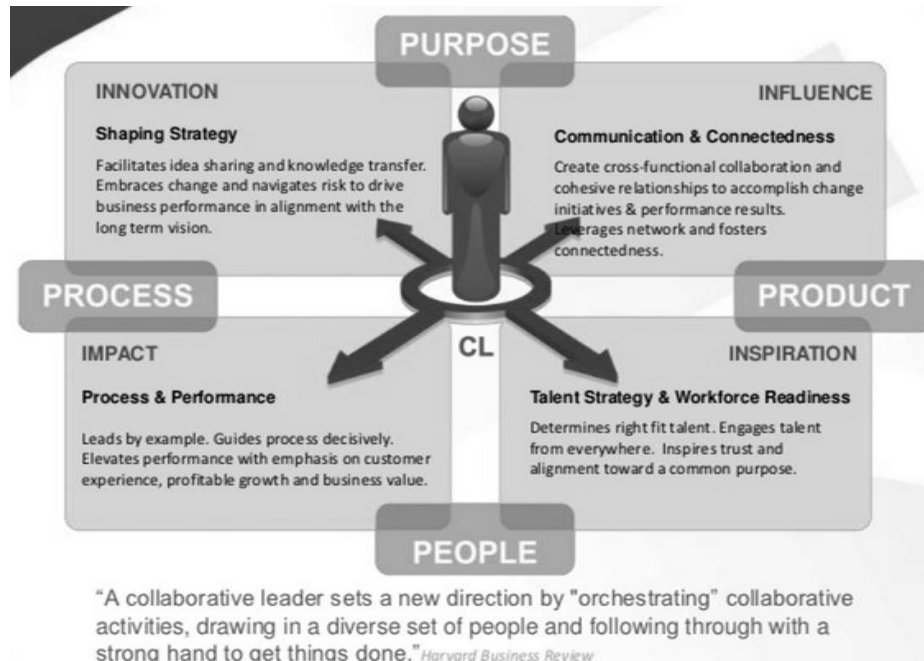 PURPOSE
INNOVATION
Shaping Strategy
Facilitates idea sharing and knowledge transfer.
Embraces change and navigates risk to drive
business performance in alignment with the
long term vision.
INFLUENCE
Communication & Connectedness
Create cross-functional collaboration and
cohesive relationships to accomplish change
initiatives & performance results.
Leverages network and fosters
connectedness.
PROCESS
PRODUCT
CL
IMPACT
Process & Performance
Leads by example. Guides process decisively.
Elevates performance with emphasis on customer
experience, profitable growth and business value.
INSPIRATION
Talent Strategy & Workforce Readiness
Determines right fit talent. Engages talent
from everywhere. Inspires trust and
alignment toward a common purpose.
PEOPLE
“A collaborative leader sets a new direction by "orchestrating” collaborative
activities, drawing in a diverse set of people and following through with a
strong hand to get things done.” Harvard Business Review